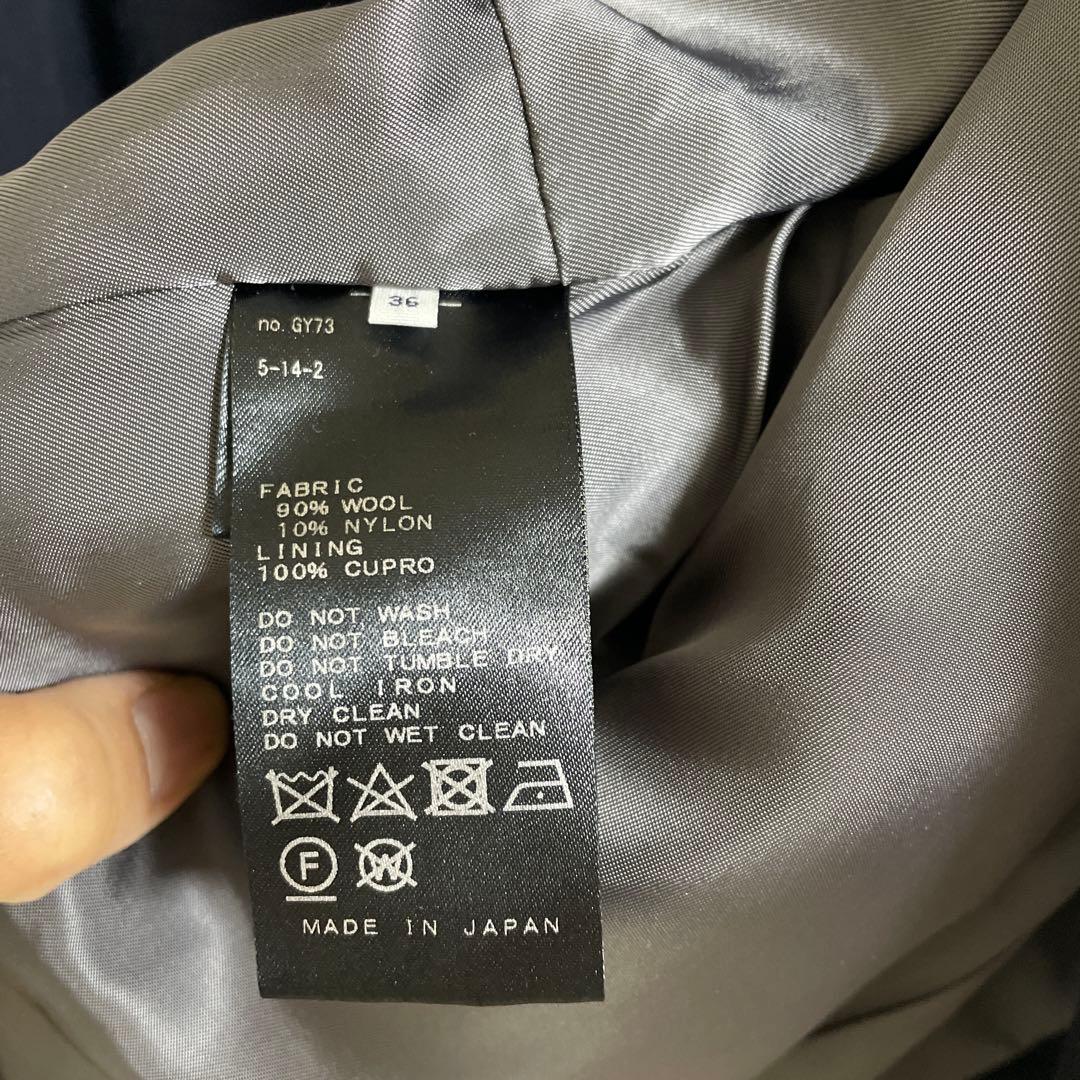 36
no. GY73
5-14-2
FABRIC
90% WOOL
10% NYLON
LINING
100% CUPRO
DO NOT WASH
DO NOT BLEACH
DO NOT TUMBLE DRY
COOL IRON
DRY CLEAN
DO NOT WET CLEAN
F W
MADE IN JAPAN